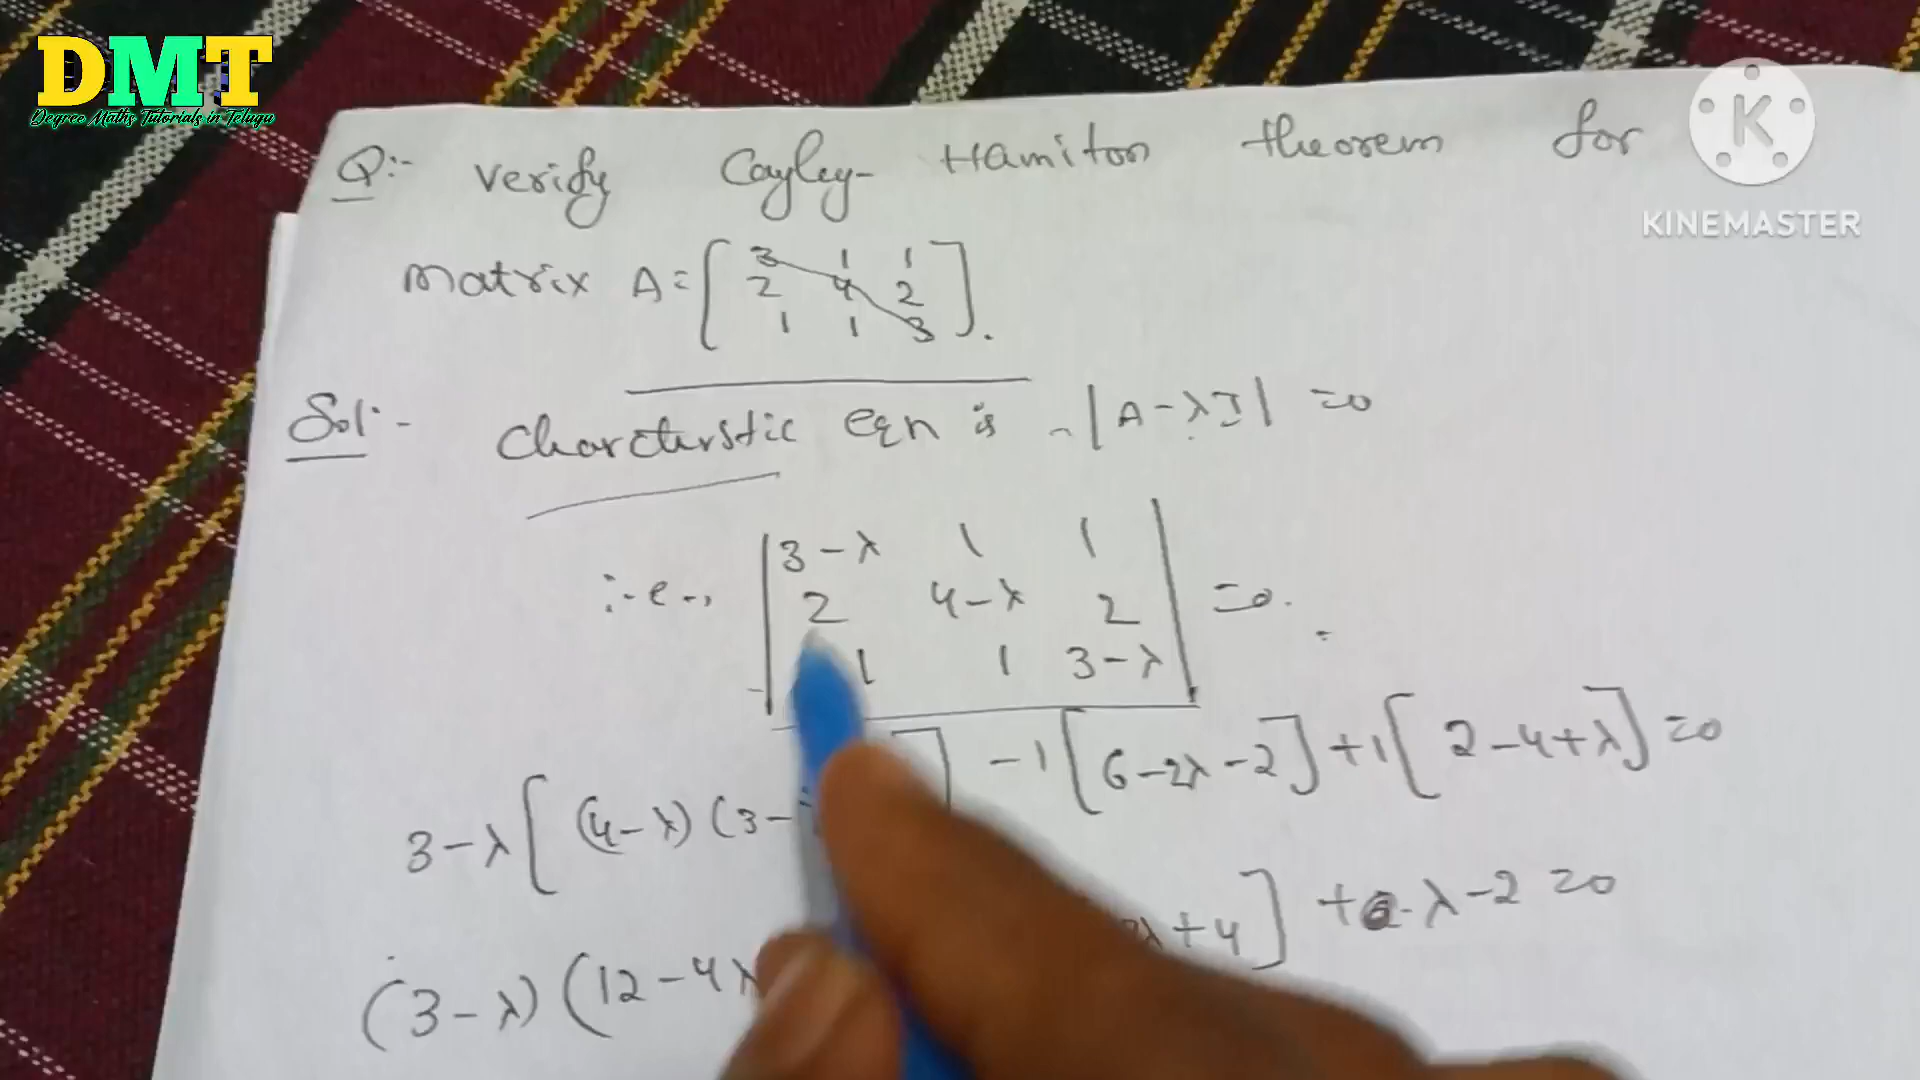 DMT
Degree Maths Tutorials in Telugu
KINEMASTER
Q:- verify Cayley- Hamiton theorem for
matrix A = [ 3 1 1
2 4 2
1 1 3 ].
Sol:- Charcterstic eqn is - |A-λI| =0
i.e., | 3-λ 1 1
2 4-λ 2 =0.
1 1 3-λ |
3-λ [ (4-λ) (3- ] -1 [ 6-2λ-2 ] +1 [ 2-4+λ ] =0
(3-λ) (12-4λ λ+4 ] + λ-2 =0